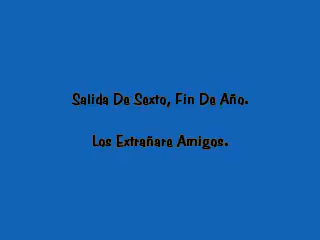 Salida De Sexto, Fin De Año.
Los Extrañare Amigos.